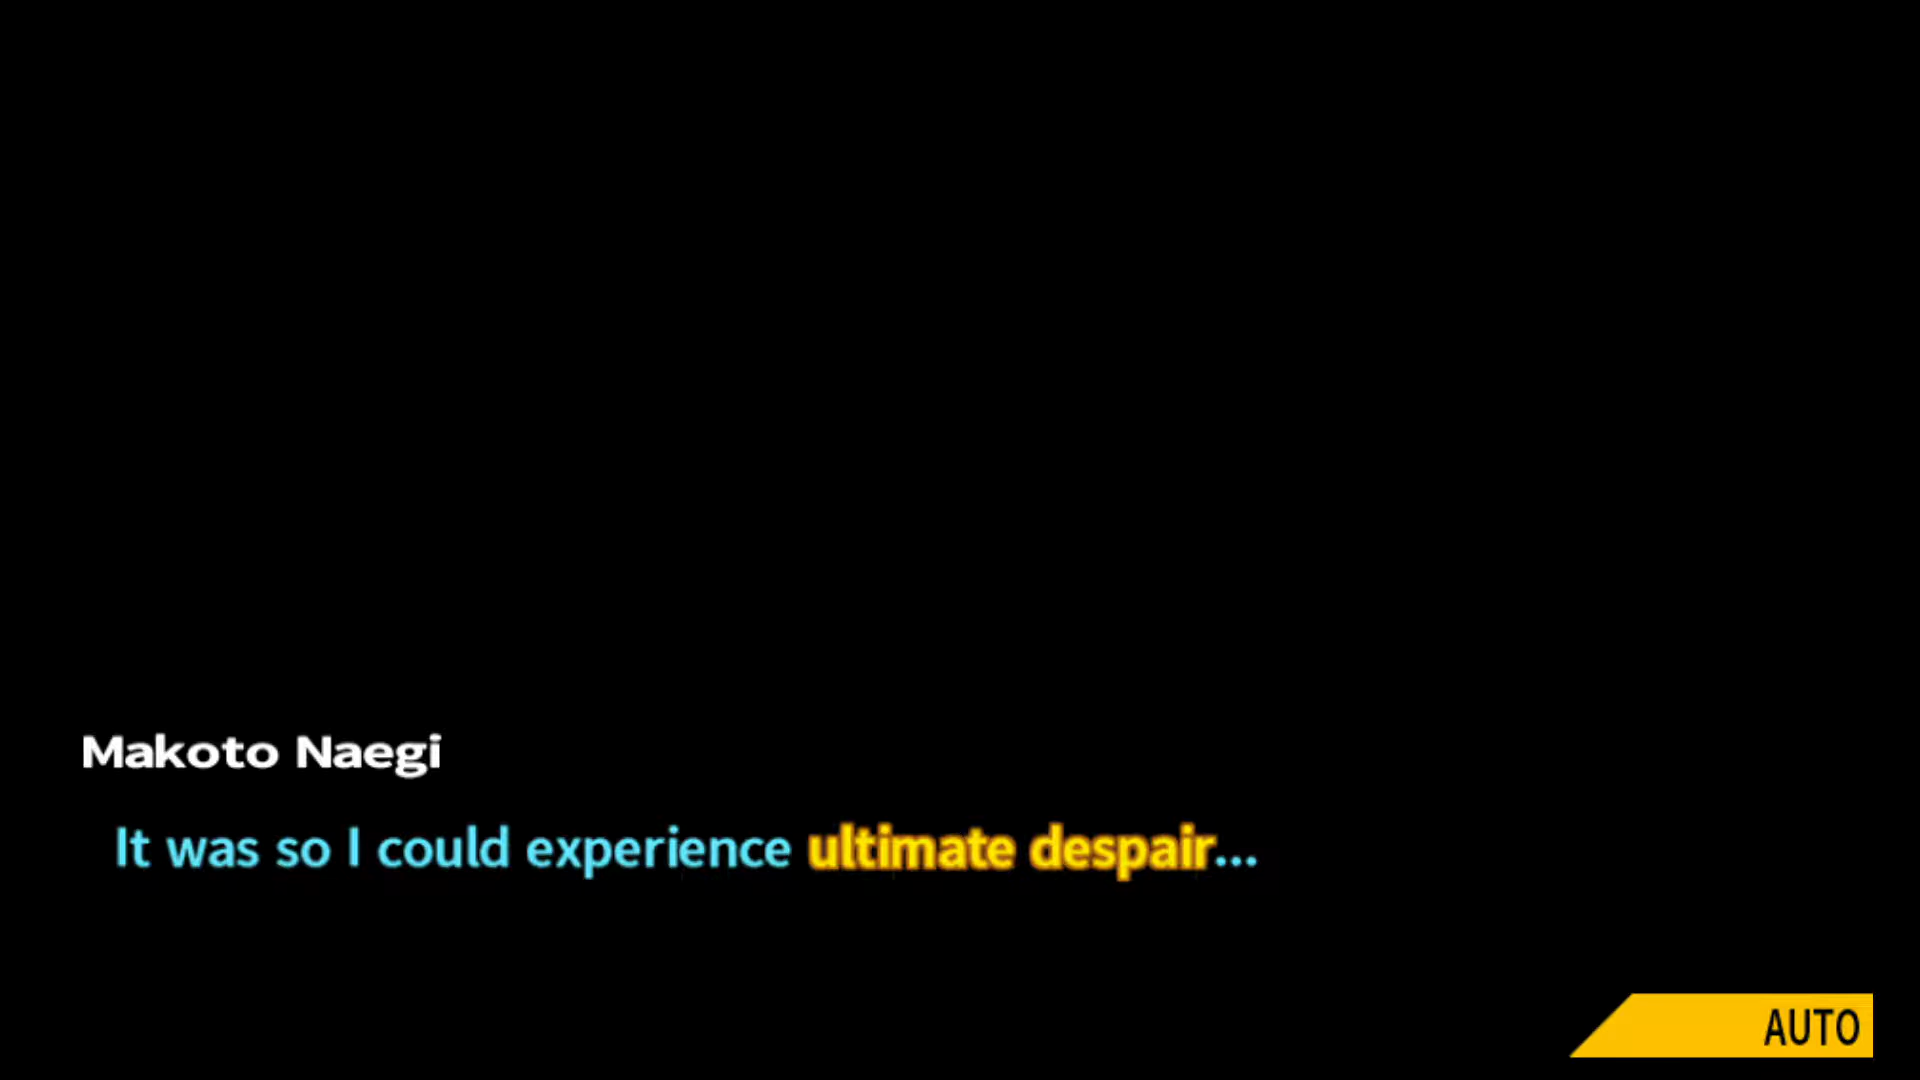 Makoto Naegi
It was so I could experience ultimate despair...
AUTO